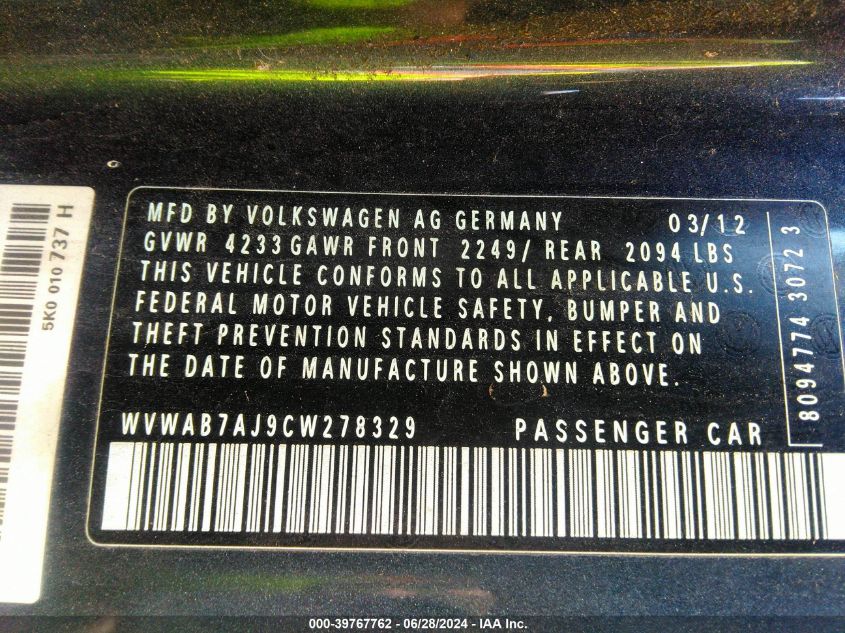 MFD BY VOLKSWAGEN AG GERMANY 03/12
GVWR 4233 GAWR FRONT 2249/ REAR 2094 LBS
THIS VEHICLE CONFORMS TO ALL APPLICABLE U.S.
FEDERAL MOTOR VEHICLE SAFETY, BUMPER AND
THEFT PREVENTION STANDARDS IN EFFECT ON
THE DATE OF MANUFACTURE SHOWN ABOVE.
WVWAB7AJ9CW278329 PASSENGER CAR
8094774 3072 3
5K0 010 737 H
000-39767762 - 06/28/2024 - IAA Inc.